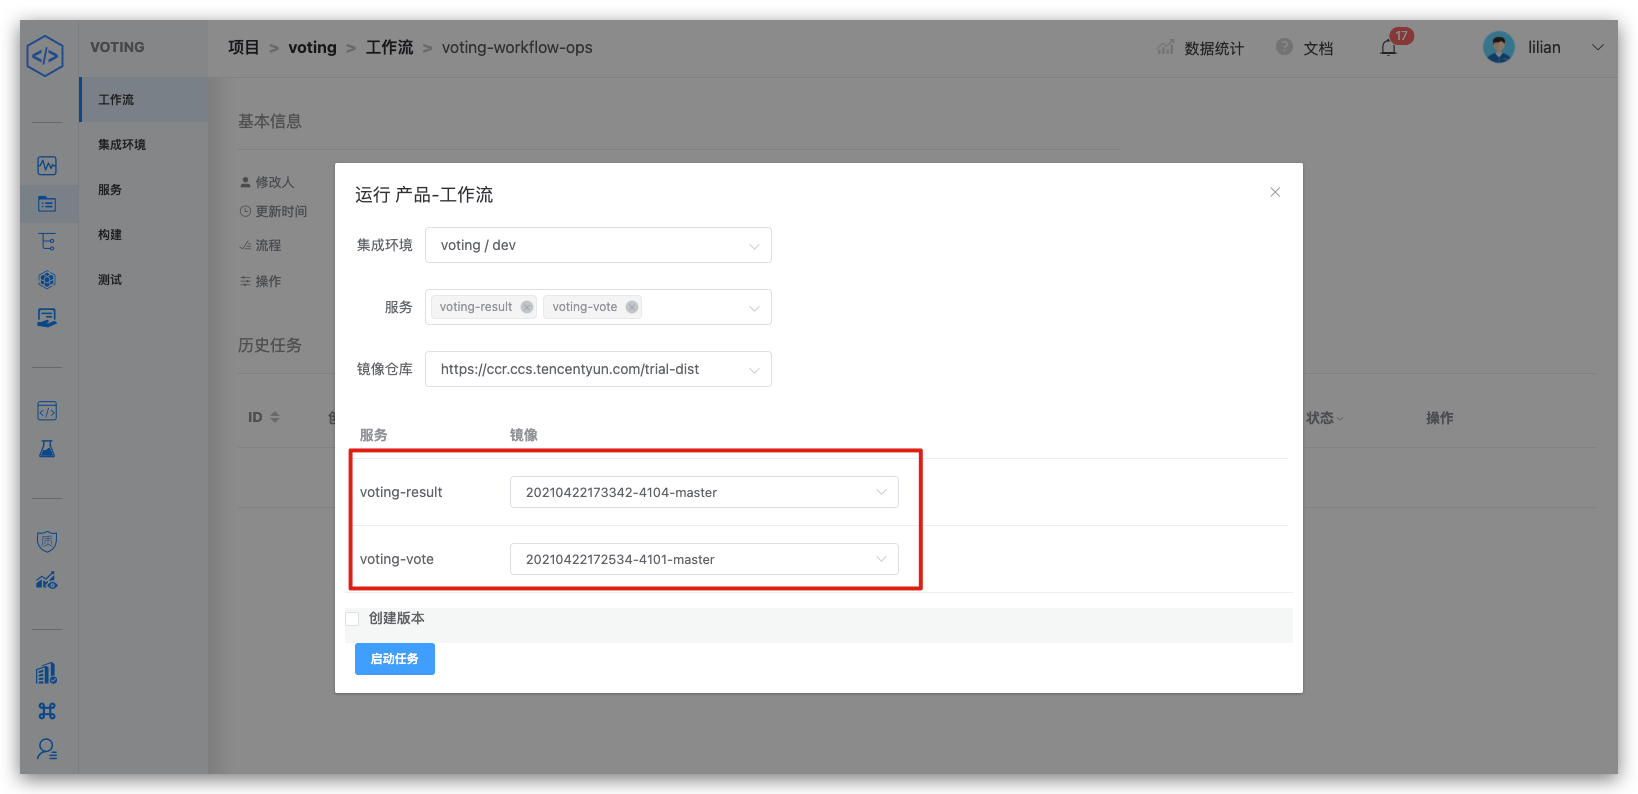 VOTING
项目 > voting > 工作流 > voting-workflow-ops
数据统计
文档
17
lilian
工作流
集成环境
服务
构建
测试
基本信息
修改人
更新时间
流程
操作
历史任务
ID
状态
操作
运行 产品-工作流
集成环境 voting / dev
服务 voting-result voting-vote
镜像仓库 https://ccr.ccs.tencentyun.com/trial-dist
服务 镜像
voting-result 20210422173342-4104-master
voting-vote 20210422172534-4101-master
创建版本
启动任务
质